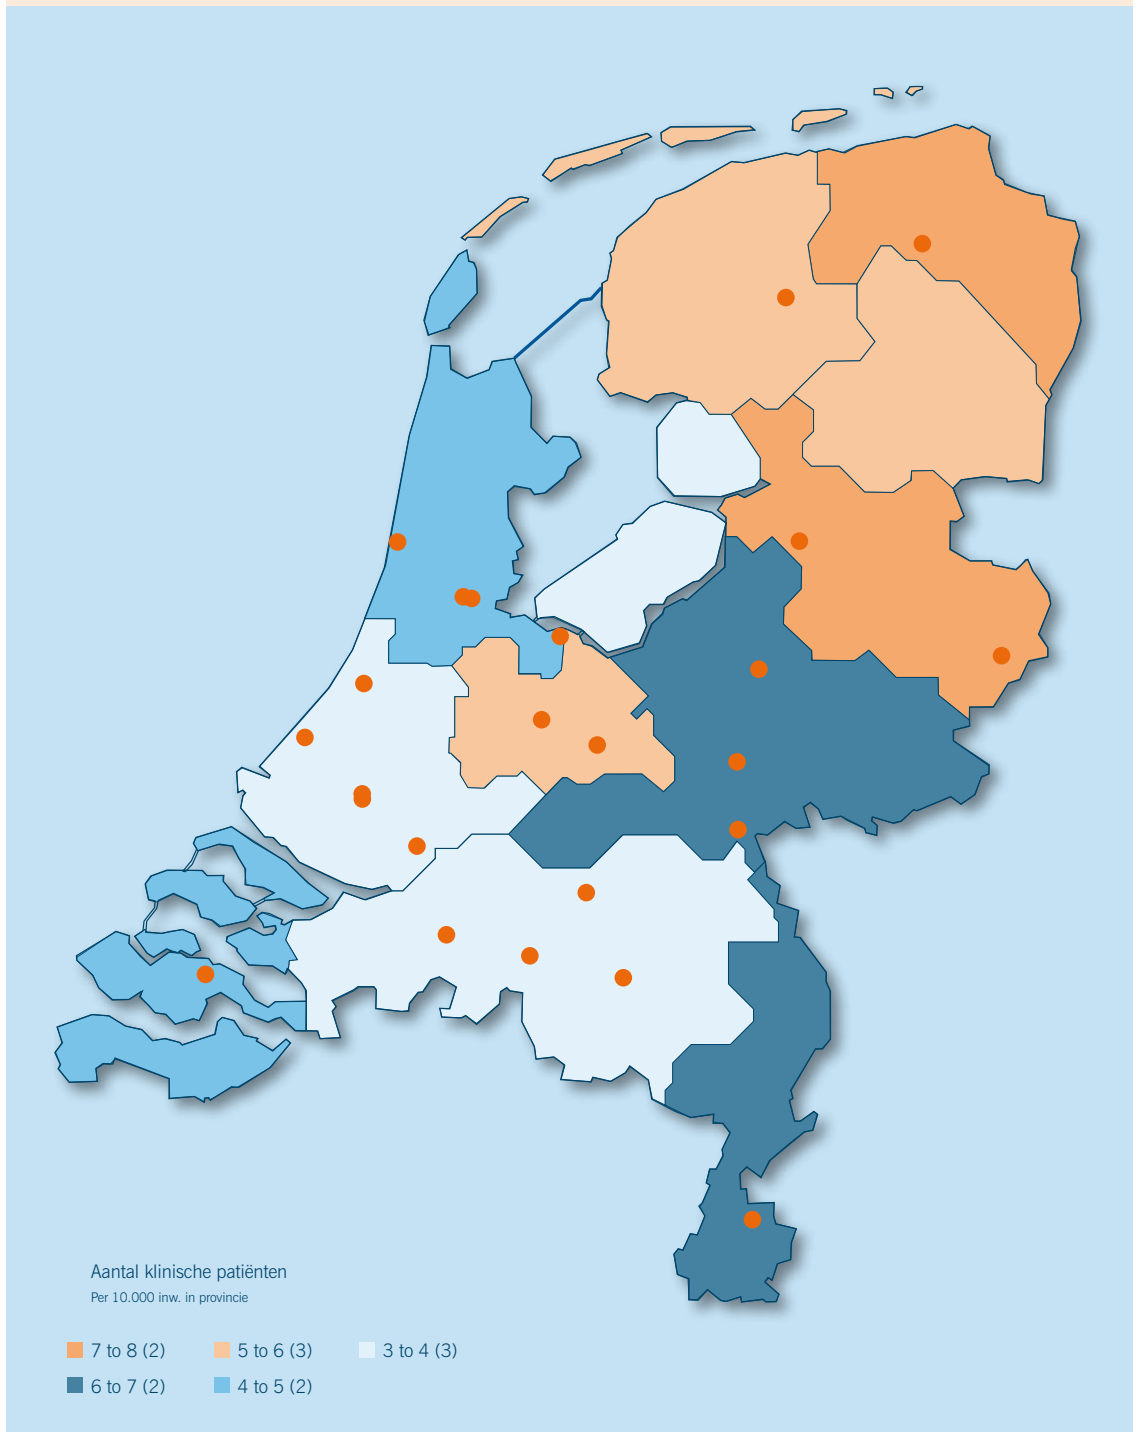 Aantal klinische patiënten
Per 10.000 inw. in provincie
7 to 8 (2)
5 to 6 (3)
3 to 4 (3)
6 to 7 (2)
4 to 5 (2)